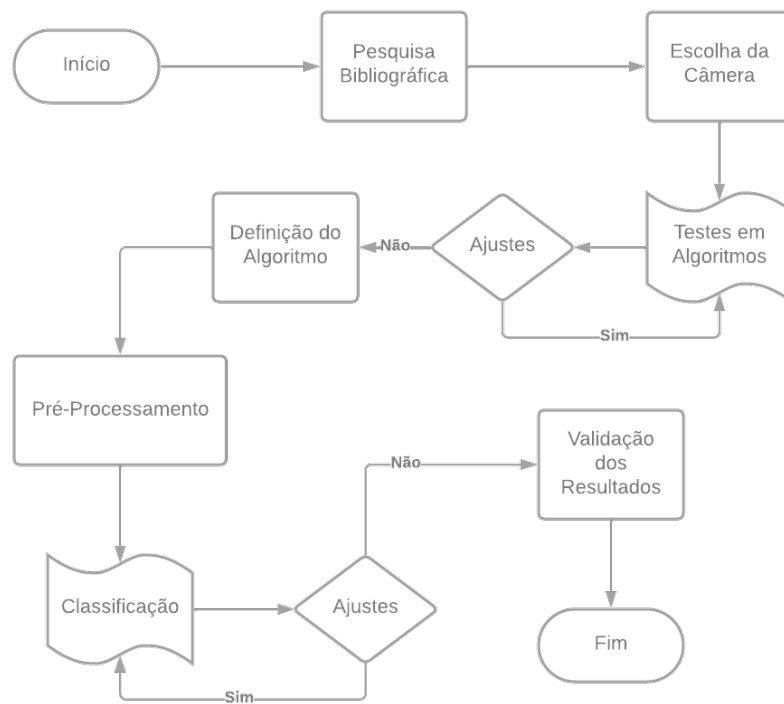 Início
Pesquisa
Bibliográfica
Escolha da
Câmera
Testes em
Algoritmos
Ajustes
Não
Sim
Definição do
Algoritmo
Pré-Processamento
Classificação
Ajustes
Sim
Não
Validação
dos
Resultados
Fim